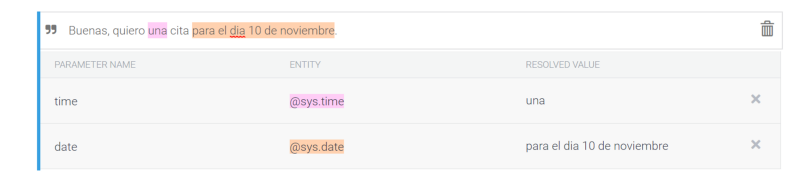 ❞ Buenas, quiero una cita para el dia 10 de noviembre.
PARAMETER NAME ENTITY RESOLVED VALUE
time @sys.time una
date @sys.date para el dia 10 de noviembre